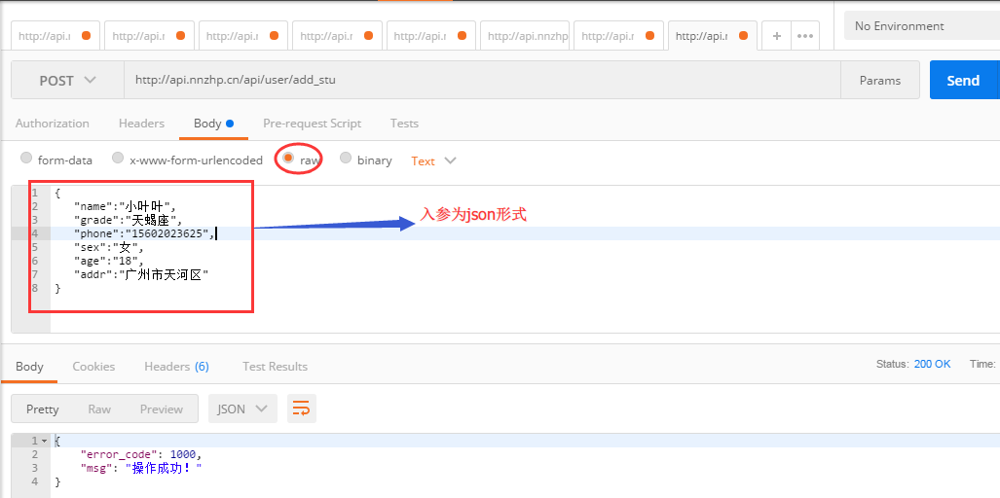 http://api.r http://api.r http://api.r http://api.r http://api.r http://api.nnzhp http://api.r http://api.r + ••• No Environment
POST http://api.nnzhp.cn/api/user/add_stu Params Send
Authorization Headers Body Pre-request Script Tests
form-data x-www-form-urlencoded raw binary Text
1 {
2 "name":"小叶叶",
3 "grade":"天蝎座",
4 "phone":"15602023625",
5 "sex":"女",
6 "age":"18",
7 "addr":"广州市天河区"
8 }
入参为json形式
Body Cookies Headers (6) Test Results Status: 200 OK Time:
Pretty Raw Preview JSON
1 {
2 "error_code": 1000,
3 "msg": "操作成功！"
4 }